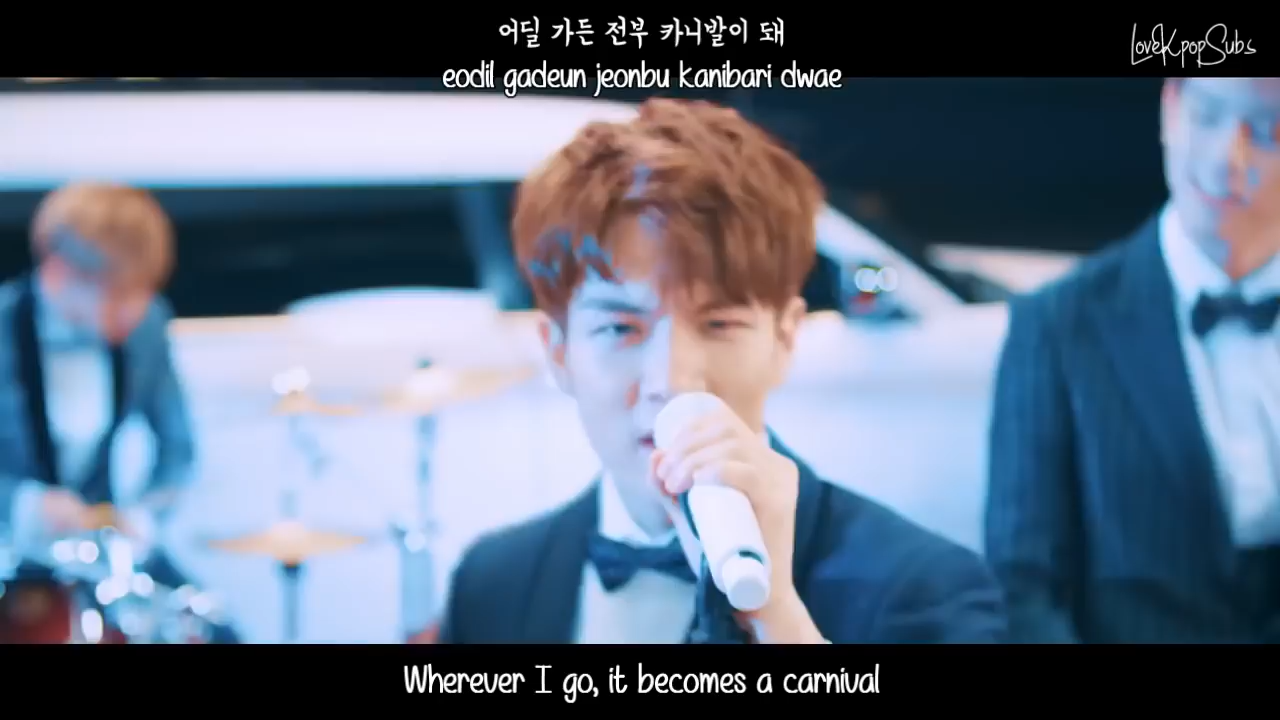 어딜 가든 전부 카니발이 돼
LoveKpopSubs
eodil gadeun jeonbu kanibari dwae
Wherever I go, it becomes a carnival